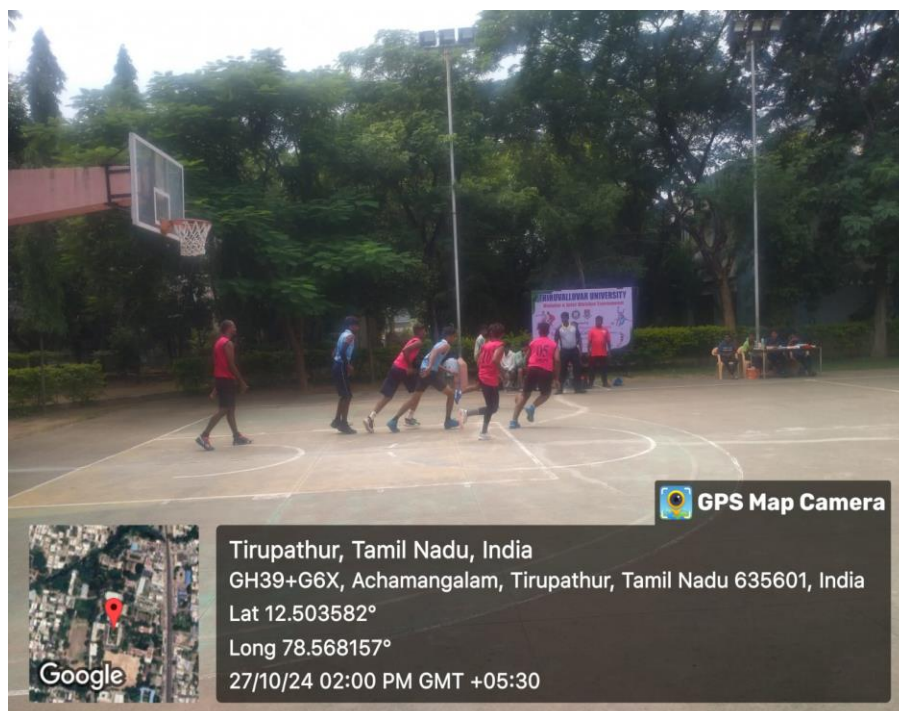 THIRUVALLUVAR UNIVERSITY
05
GPS Map Camera
Tirupathur, Tamil Nadu, India
GH39+G6X, Achamangalam, Tirupathur, Tamil Nadu 635601, India
Lat 12.503582°
Long 78.568157°
27/10/24 02:00 PM GMT +05:30
Google